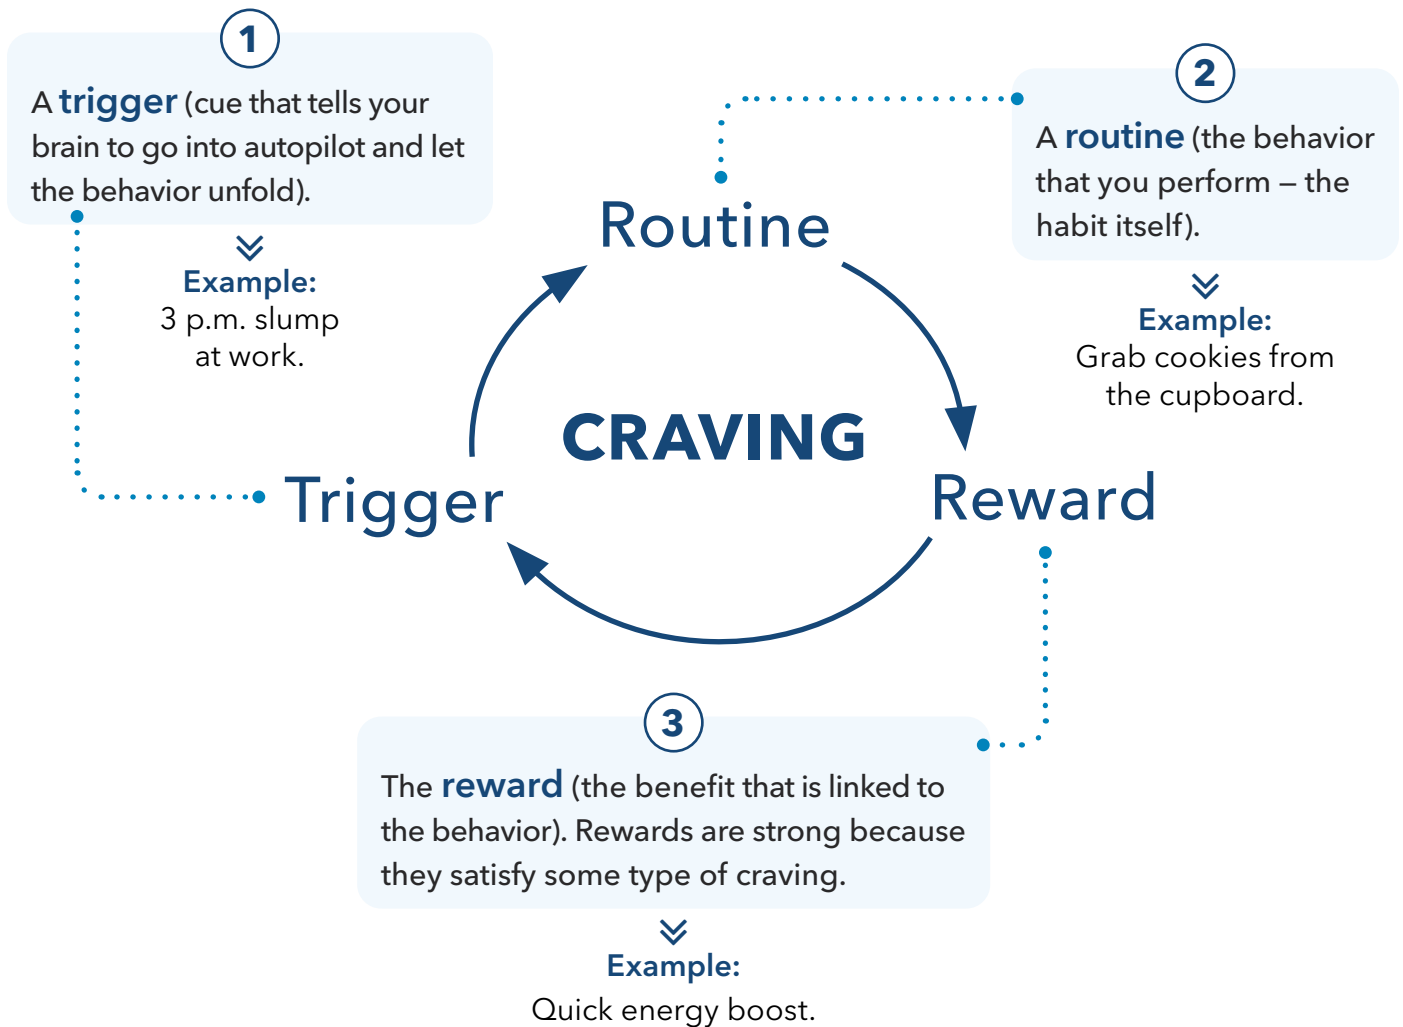 1
A trigger (cue that tells your
brain to go into autopilot and let
the behavior unfold).
Example:
3 p.m. slump
at work.
2
A routine (the behavior
that you perform – the
habit itself).
Example:
Grab cookies from
the cupboard.
Routine
CRAVING
Trigger
Reward
3
The reward (the benefit that is linked to
the behavior). Rewards are strong because
they satisfy some type of craving.
Example:
Quick energy boost.